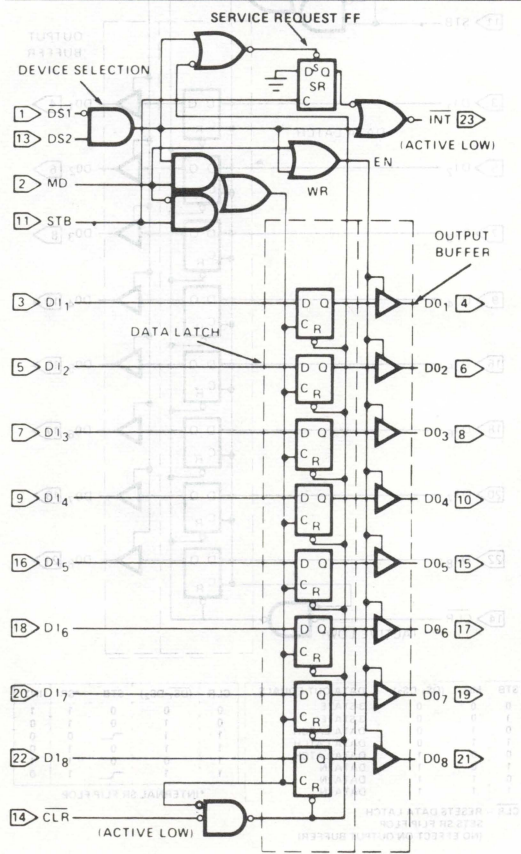 SERVICE REQUEST FF
DEVICE SELECTION
1 DS1
13 DS2
2 MD
11 STB
D S Q
SR
C
INT 23
(ACTIVE LOW)
EN
WR
OUTPUT
BUFFER
DATA LATCH
3 DI1 D Q C R DO1 4
5 DI2 D Q C R DO2 6
7 DI3 D Q C R DO3 8
9 DI4 D Q C R DO4 10
16 DI5 D Q C R DO5 15
18 DI6 D Q C R DO6 17
20 DI7 D Q C R DO7 19
22 DI8 D Q C R DO8 21
14 CLR
(ACTIVE LOW)